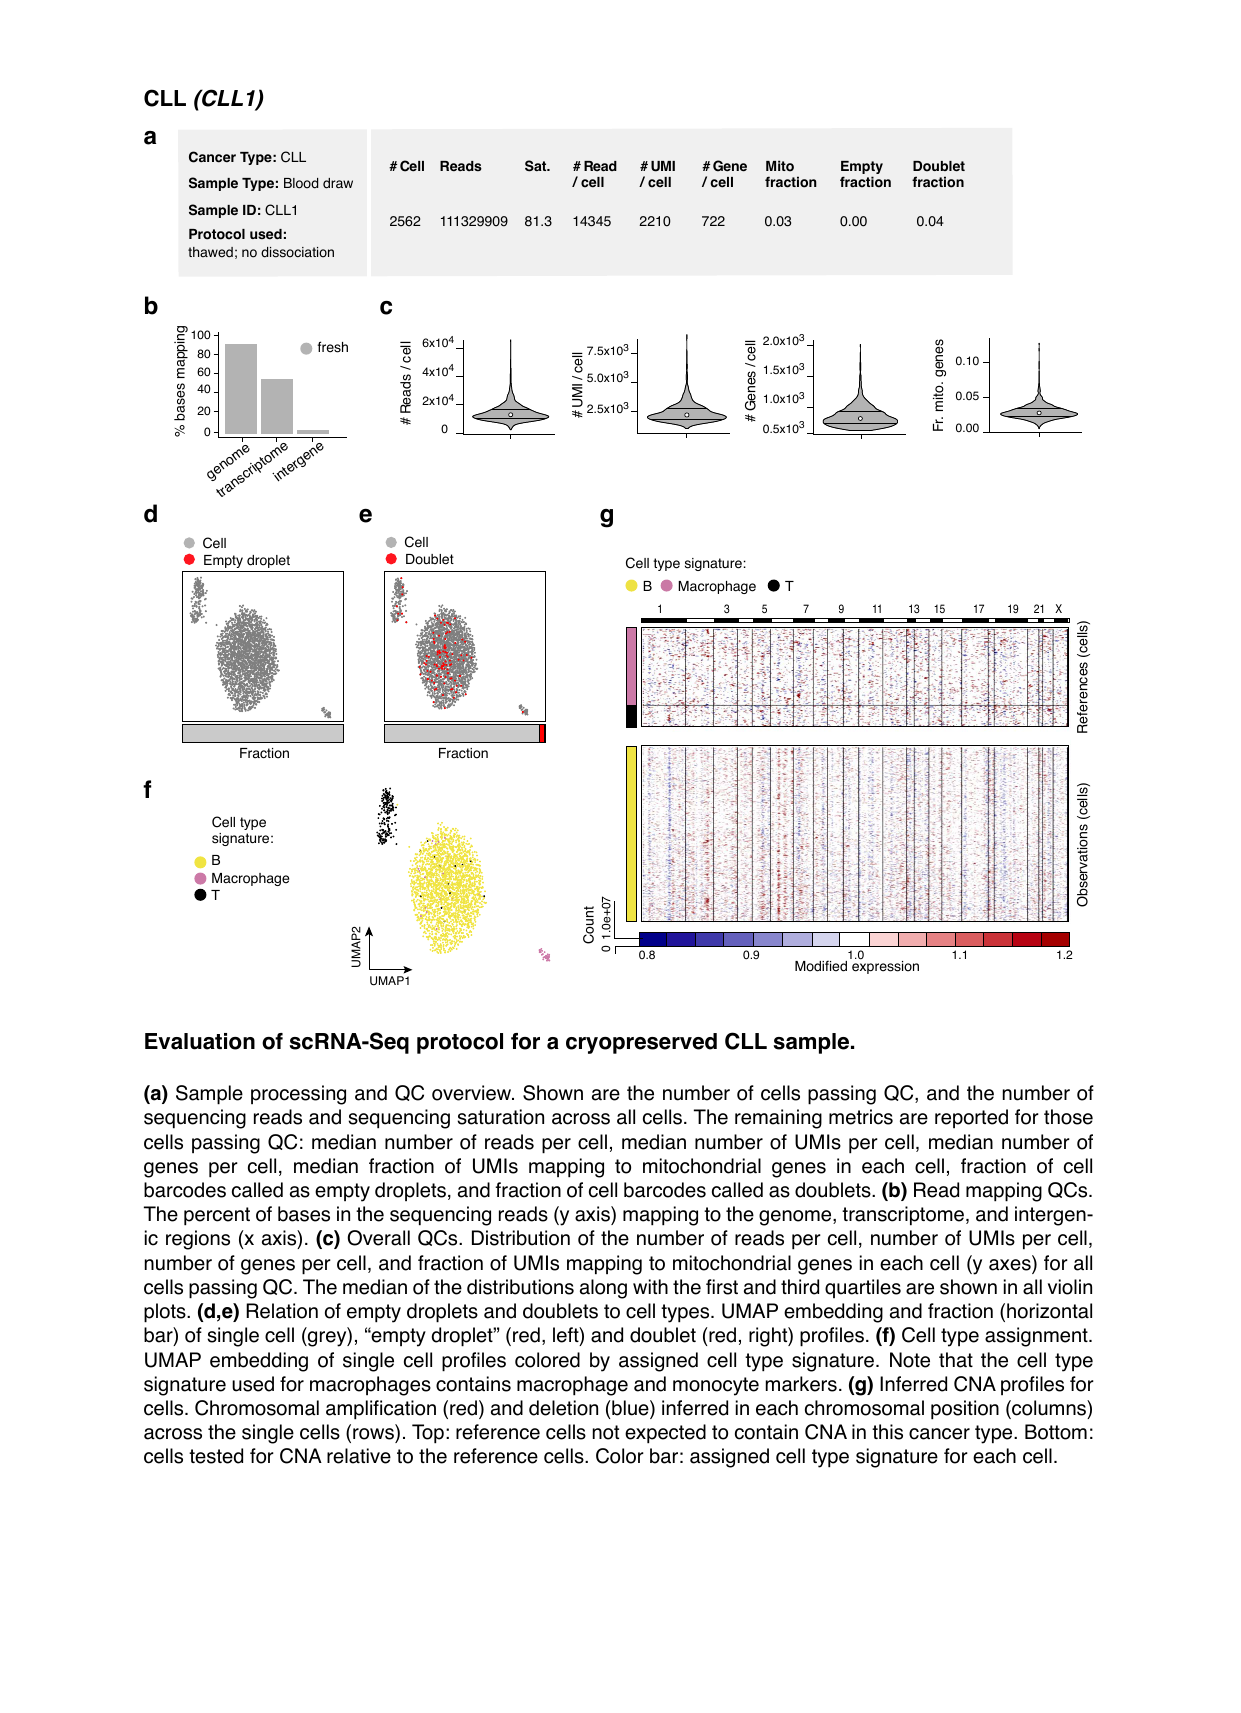 CLL (CLL1)
a
Cancer Type: CLL
Sample Type: Blood draw
Sample ID: CLL1
Protocol used:
thawed; no dissociation
# Cell Reads Sat. # Read / cell # UMI / cell # Gene / cell Mito fraction Empty fraction Doublet fraction
2562 111329909 81.3 14345 2210 722 0.03 0.00 0.04
b
% bases mapping
100
80
60
40
20
0
fresh
genome
transcriptome
intergene
c
# Reads / cell
6x10⁴
4x10⁴
2x10⁴
0
# UMI / cell
7.5x10³
5.0x10³
2.5x10³
# Genes / cell
2.0x10³
1.5x10³
1.0x10³
0.5x10³
Fr. mito. genes
0.10
0.05
0.00
d
Cell
Empty droplet
Fraction
e
Cell
Doublet
Fraction
f
Cell type
signature:
B
Macrophage
T
UMAP2
UMAP1
g
Cell type signature:
B Macrophage T
1 3 5 7 9 11 13 15 17 19 21 X
References (cells)
Observations (cells)
Count
0 1.0e+07
0.8 0.9 1.0 1.1 1.2
Modified expression
Evaluation of scRNA-Seq protocol for a cryopreserved CLL sample.
(a) Sample processing and QC overview. Shown are the number of cells passing QC, and the number of
sequencing reads and sequencing saturation across all cells. The remaining metrics are reported for those
cells passing QC: median number of reads per cell, median number of UMIs per cell, median number of
genes per cell, median fraction of UMIs mapping to mitochondrial genes in each cell, fraction of cell
barcodes called as empty droplets, and fraction of cell barcodes called as doublets. (b) Read mapping QCs.
The percent of bases in the sequencing reads (y axis) mapping to the genome, transcriptome, and intergen-
ic regions (x axis). (c) Overall QCs. Distribution of the number of reads per cell, number of UMIs per cell,
number of genes per cell, and fraction of UMIs mapping to mitochondrial genes in each cell (y axes) for all
cells passing QC. The median of the distributions along with the first and third quartiles are shown in all violin
plots. (d,e) Relation of empty droplets and doublets to cell types. UMAP embedding and fraction (horizontal
bar) of single cell (grey), “empty droplet” (red, left) and doublet (red, right) profiles. (f) Cell type assignment.
UMAP embedding of single cell profiles colored by assigned cell type signature. Note that the cell type
signature used for macrophages contains macrophage and monocyte markers. (g) Inferred CNA profiles for
cells. Chromosomal amplification (red) and deletion (blue) inferred in each chromosomal position (columns)
across the single cells (rows). Top: reference cells not expected to contain CNA in this cancer type. Bottom:
cells tested for CNA relative to the reference cells. Color bar: assigned cell type signature for each cell.